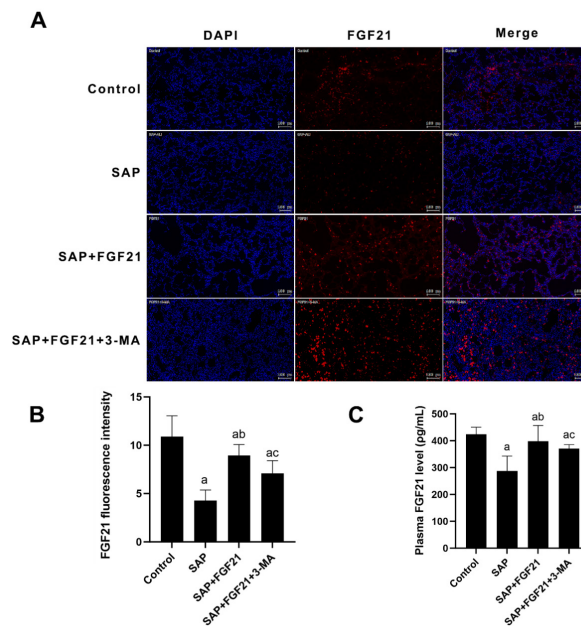 A
DAPI FGF21 Merge
Control
SAP
SAP+FGF21
SAP+FGF21+3-MA
Control
B
FGF21 fluorescence intensity
15
10
5
0
a
ab
ac
Control
SAP
SAP+FGF21
SAP+FGF21+3-MA
C
Plasma FGF21 level (pg/mL)
500
400
300
200
100
0
a
ab
ac
Control
SAP
SAP+FGF21
SAP+FGF21+3-MA